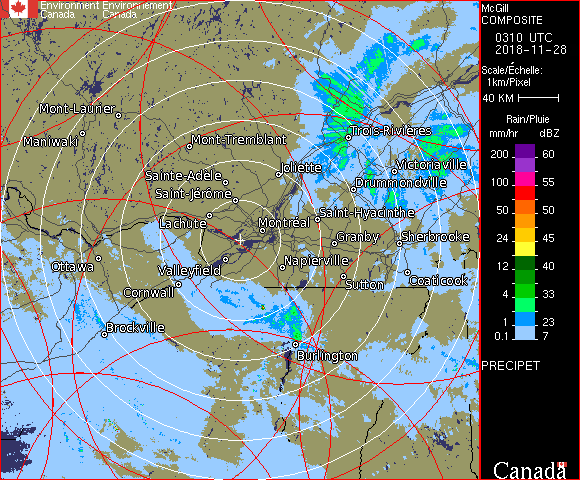 Environment Environnement
Canada Canada
McGill
COMPOSITE
0310 UTC
2018-11-28
Scale/Échelle:
1km/Pixel
40 KM
Rain/Pluie
mm/hr dBZ
200 60
100 55
50 50
24 45
12 40
4 33
1 23
0.1 7
PRECIPET
Canada
Mont-Laurier
Maniwaki
Mont-Tremblant
Trois-Rivières
Sainte-Adèle
Joliette
Victoriaville
Saint-Jérôme
Drummondville
Lachute
Montréal
Saint-Hyacinthe
Granby
Sherbrooke
Ottawa
Valleyfield
Napierville
Cornwall
Sutton
Coaticook
Brockville
Burlington